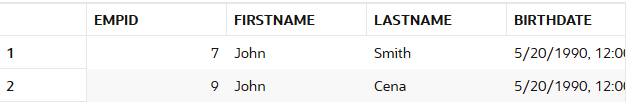 EMPID FIRSTNAME LASTNAME BIRTHDATE
1 7 John Smith 5/20/1990, 12:0
2 9 John Cena 5/20/1990, 12:0